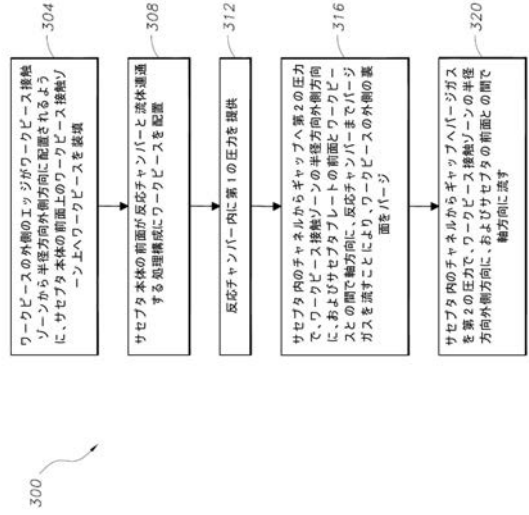 300
ワークピースの外側のエッジがワークピース接触
ゾーンから半径方向外側方向に配置されるよう
に、サセプタ本体の前面上のワークピース接触ゾ
ーン上へワークピースを装填
304
サセプタ本体の前面が反応チャンバーと流体連通
する処理構成にワークピースを配置
308
反応チャンバー内に第1の圧力を提供
312
サセプタ内のチャネルからギャップへ第2の圧力
で、ワークピース接触ゾーンの半径方向外側方向
に、およびサセプタプレートの前面とワークピー
スとの間で軸方向に、反応チャンバーまでパージ
ガスを流すことにより、ワークピースの外側の裏
面をパージ
316
サセプタ内のチャネルからギャップへパージガス
を第2の圧力で、ワークピース接触ゾーンの半径
方向外側方向に、およびサセプタの前面との間で
軸方向に流す
320